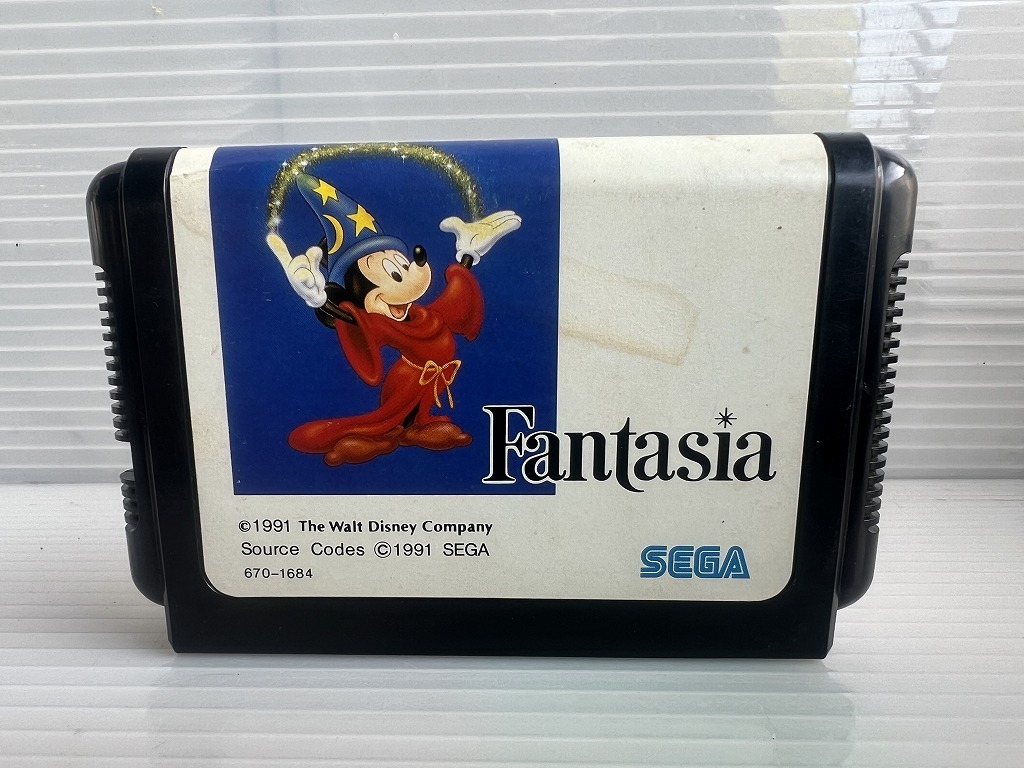 Fantasia
©1991 The Walt Disney Company
Source Codes ©1991 SEGA
670-1684
SEGA